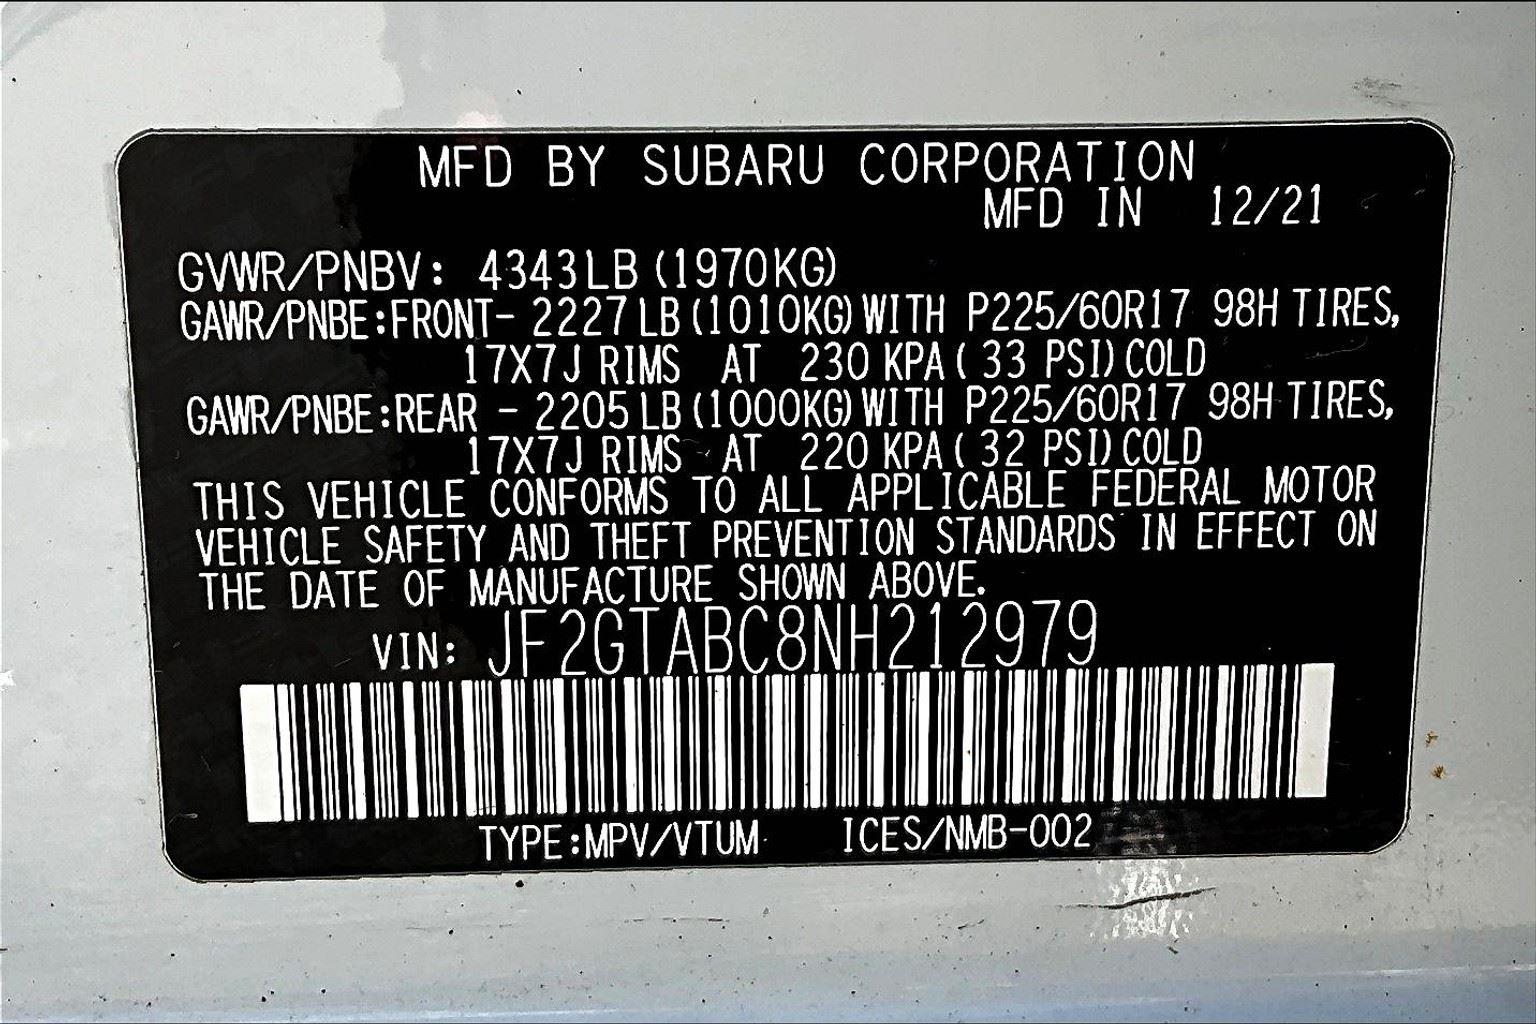 MFD BY SUBARU CORPORATION
MFD IN 12/21
GVWR/PNBV: 4343LB (1970KG)
GAWR/PNBE:FRONT- 2227LB(1010KG)WITH P225/60R17 98H TIRES,
17X7J RIMS AT 230 KPA( 33 PSI)COLD
GAWR/PNBE:REAR - 2205LB(1000KG)WITH P225/60R17 98H TIRES,
17X7J RIMS AT 220 KPA( 32 PSI)COLD
THIS VEHICLE CONFORMS TO ALL APPLICABLE FEDERAL MOTOR
VEHICLE SAFETY AND THEFT PREVENTION STANDARDS IN EFFECT ON
THE DATE OF MANUFACTURE SHOWN ABOVE.
VIN: JF2GTABC8NH212979
TYPE:MPV/VTUM ICES/NMB-002